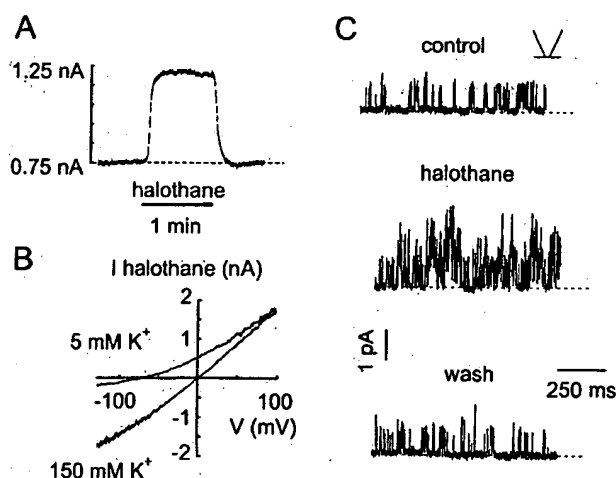 A
1.25 nA
0.75 nA
halothane
1 min
B
I halothane (nA)
2
1
5 mM K+
-100
100
V (mV)
-1
-2
150 mM K+
C
control
halothane
1 pA
wash
250 ms